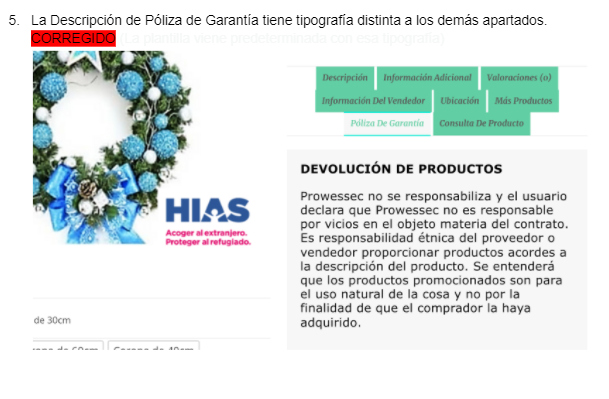 5. La Descripción de Póliza de Garantía tiene tipografía distinta a los demás apartados.
CORREGIDO (La plantilla viene predeterminada con esa tipografía)
HIAS
Acoger al extranjero.
Proteger al refugiado.
de 30cm
Descripción Información Adicional Valoraciones (0)
Información Del Vendedor Ubicación Más Productos
Póliza De Garantía Consulta De Producto
DEVOLUCIÓN DE PRODUCTOS
Prowessec no se responsabiliza y el usuario
declara que Prowessec no es responsable
por vicios en el objeto materia del contrato.
Es responsabilidad étnica del proveedor o
vendedor proporcionar productos acordes a
la descripción del producto. Se entenderá
que los productos promocionados son para
el uso natural de la cosa y no por la
finalidad de que el comprador la haya
adquirido.